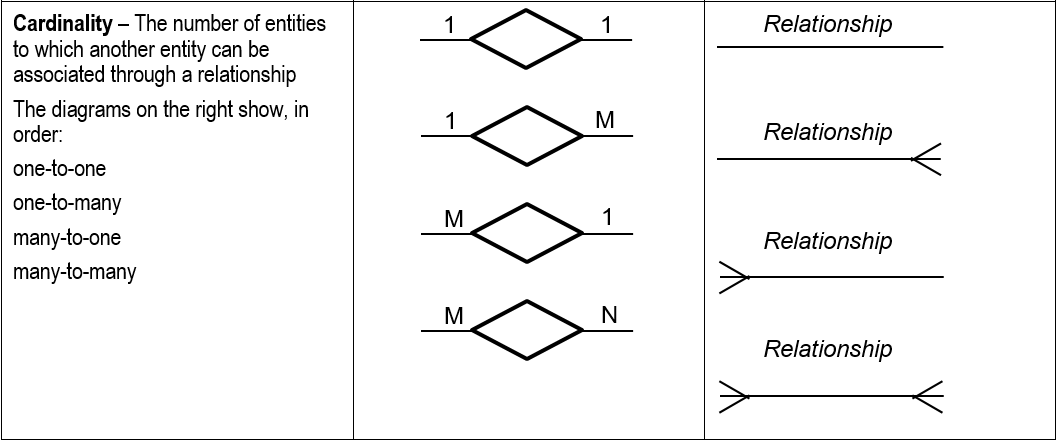 Cardinality – The number of entities
to which another entity can be
associated through a relationship
The diagrams on the right show, in
order:
one-to-one
one-to-many
many-to-one
many-to-many
1 1
1 M
M 1
M N
Relationship
Relationship
Relationship
Relationship